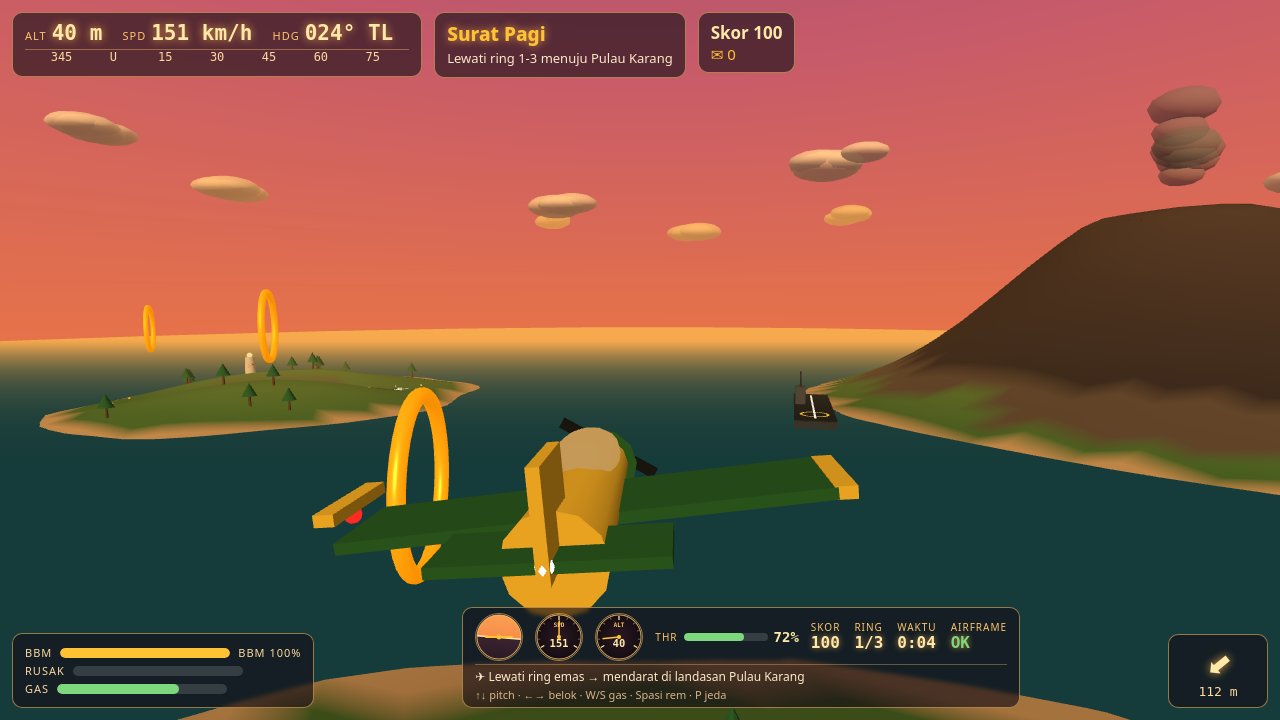 ALT 40 m SPD 151 km/h HDG 024° TL
345 U 15 30 45 60 75
Surat Pagi
Lewati ring 1-3 menuju Pulau Karang
Skor 100
✉ 0
BBM BBM 100%
RUSAK
GAS
SPD 151
ALT 40
THR 72%
SKOR RING WAKTU AIRFRAME
100 1/3 0:04 OK
✈ Lewati ring emas → mendarat di landasan Pulau Karang
↑↓ pitch · ←→ belok · W/S gas · Spasi rem · P jeda
112 m